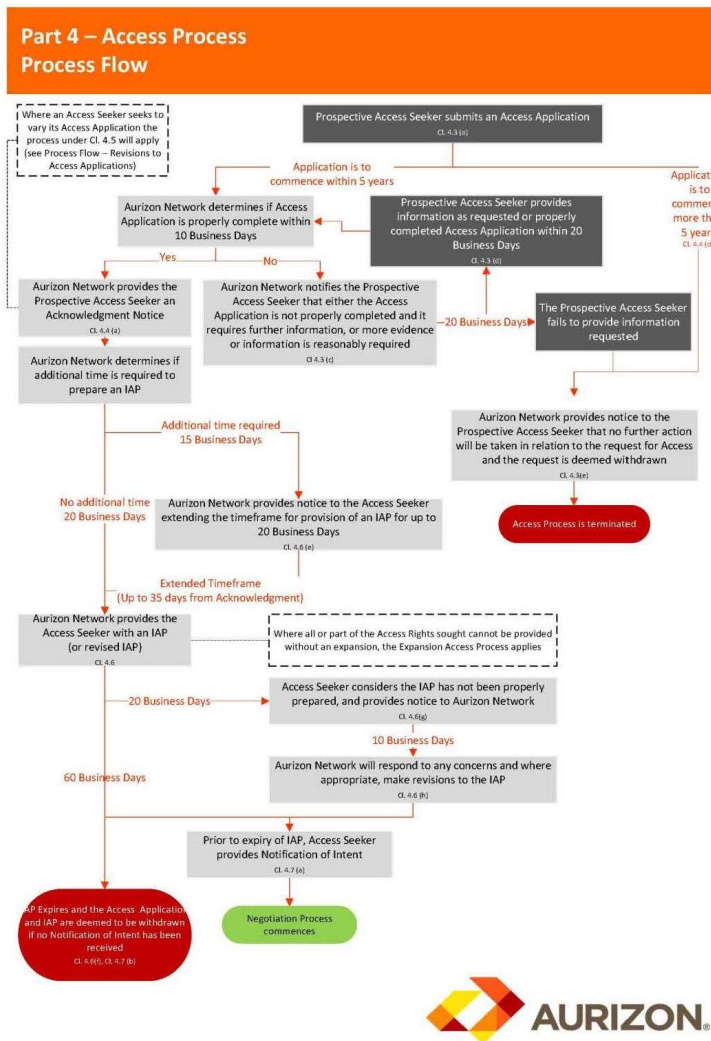 Part 4 – Access Process
Process Flow
Where an Access Seeker seeks to
vary its Access Application the
process under Cl. 4.5 will apply
(see Process Flow – Revisions to
Access Applications)
Prospective Access Seeker submits an Access Application
Cl. 4.3 (a)
Application is to
commence within 5 years
Applicat
is to
commen
more th
5 year
Cl. 4.4 (d
Aurizon Network determines if Access
Application is properly complete within
10 Business Days
Prospective Access Seeker provides
information as requested or properly
completed Access Application within 20
Business Days
Cl. 4.3 (d)
Yes
No
Aurizon Network provides the
Prospective Access Seeker an
Acknowledgment Notice
Cl. 4.4 (a)
Aurizon Network notifies the Prospective
Access Seeker that either the Access
Application is not properly completed and it
requires further information, or more evidence
or information is reasonably required
Cl 4.3 (c)
20 Business Days
The Prospective Access Seeker
fails to provide information
requested
Aurizon Network determines if
additional time is required to
prepare an IAP
Additional time required
15 Business Days
Aurizon Network provides notice to the
Prospective Access Seeker that no further action
will be taken in relation to the request for Access
and the request is deemed withdrawn
Cl. 4.3(e)
No additional time
20 Business Days
Aurizon Network provides notice to the Access Seeker
extending the timeframe for provision of an IAP for up to
20 Business Days
Cl. 4.6 (e)
Access Process is terminated
Extended Timeframe
(Up to 35 days from Acknowledgment)
Aurizon Network provides the
Access Seeker with an IAP
(or revised IAP)
Cl. 4.6
Where all or part of the Access Rights sought cannot be provided
without an expansion, the Expansion Access Process applies
20 Business Days
Access Seeker considers the IAP has not been properly
prepared, and provides notice to Aurizon Network
Cl. 4.6(g)
10 Business Days
60 Business Days
Aurizon Network will respond to any concerns and where
appropriate, make revisions to the IAP
Cl. 4.6 (h)
Prior to expiry of IAP, Access Seeker
provides Notification of Intent
Cl. 4.7 (a)
AP Expires and the Access Application
and IAP are deemed to be withdrawn
if no Notification of Intent has been
received
Cl. 4.6(f), Cl. 4.7 (b)
Negotiation Process
commences
AURIZON®